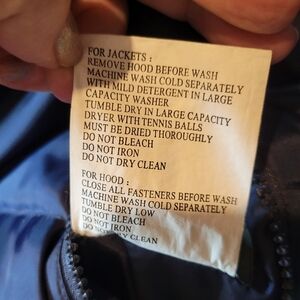 FOR JACKETS :
REMOVE HOOD BEFORE WASH
MACHINE WASH COLD SEPARATELY
WITH MILD DETERGENT IN LARGE
CAPACITY WASHER
TUMBLE DRY IN LARGE CAPACITY
DRYER WITH TENNIS BALLS
MUST BE DRIED THOROUGHLY
DO NOT BLEACH
DO NOT IRON
DO NOT DRY CLEAN
FOR HOOD :
CLOSE ALL FASTENERS BEFORE WASH
MACHINE WASH COLD SEPARATELY
TUMBLE DRY LOW
DO NOT BLEACH
DO NOT IRON
DO NOT DRY CLEAN